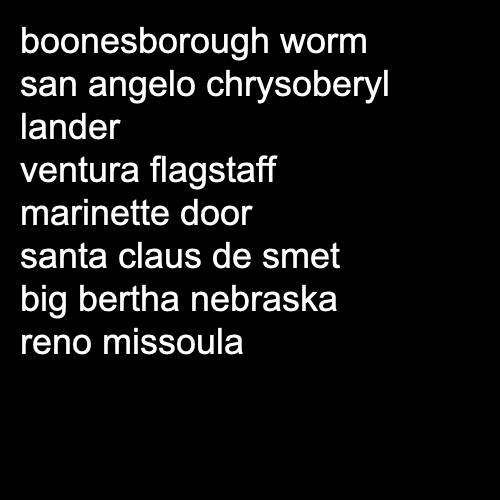 boonesborough worm
san angelo chrysoberyl
lander
ventura flagstaff
marinette door
santa claus de smet
big bertha nebraska
reno missoula